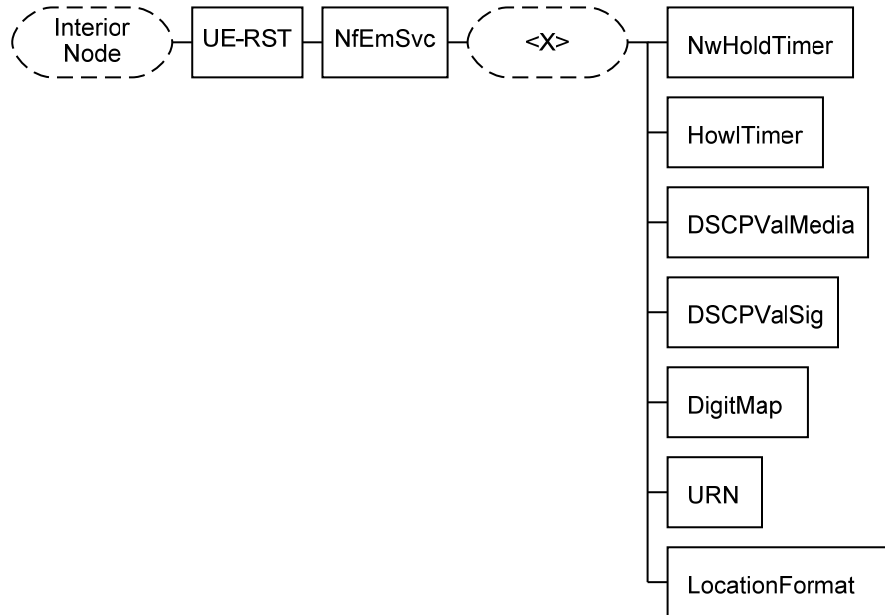 Interior
Node
UE-RST
NfEmSvc
<X>
NwHoldTimer
HowlTimer
DSCPValMedia
DSCPValSig
DigitMap
URN
LocationFormat